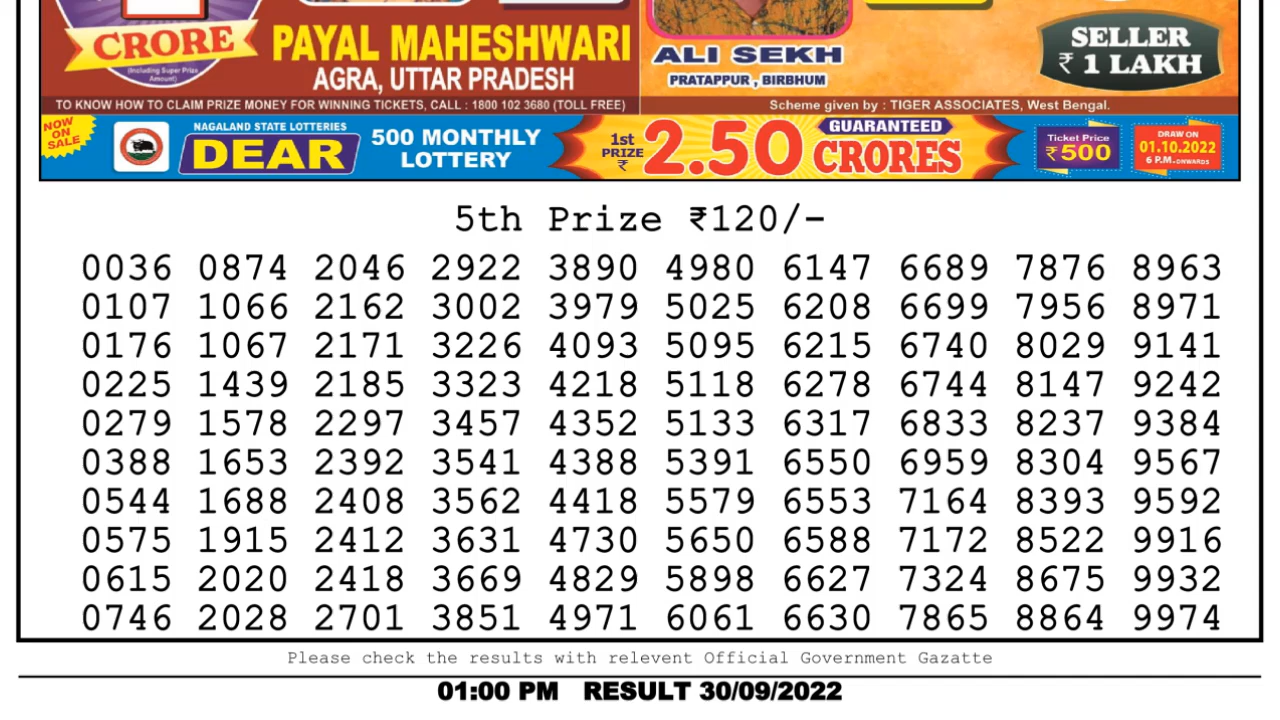 CRORE
(Including Super Prize
Amount)
PAYAL MAHESHWARI
AGRA, UTTAR PRADESH
ALI SEKH
PRATAPPUR , BIRBHUM
SELLER
₹ 1 LAKH
TO KNOW HOW TO CLAIM PRIZE MONEY FOR WINNING TICKETS, CALL : 1800 102 3680 (TOLL FREE)
Scheme given by : TIGER ASSOCIATES, West Bengal.
NOW
ON
SALE
NAGALAND STATE LOTTERIES
DEAR
500 MONTHLY
LOTTERY
1st
PRIZE
₹
2.50
GUARANTEED
CRORES
Ticket Price
₹500
DRAW ON
01.10.2022
6 P.M. ONWARDS
5th Prize ₹120/-
0036 0874 2046 2922 3890 4980 6147 6689 7876 8963
0107 1066 2162 3002 3979 5025 6208 6699 7956 8971
0176 1067 2171 3226 4093 5095 6215 6740 8029 9141
0225 1439 2185 3323 4218 5118 6278 6744 8147 9242
0279 1578 2297 3457 4352 5133 6317 6833 8237 9384
0388 1653 2392 3541 4388 5391 6550 6959 8304 9567
0544 1688 2408 3562 4418 5579 6553 7164 8393 9592
0575 1915 2412 3631 4730 5650 6588 7172 8522 9916
0615 2020 2418 3669 4829 5898 6627 7324 8675 9932
0746 2028 2701 3851 4971 6061 6630 7865 8864 9974
Please check the results with relevent Official Government Gazatte
01:00 PM RESULT 30/09/2022